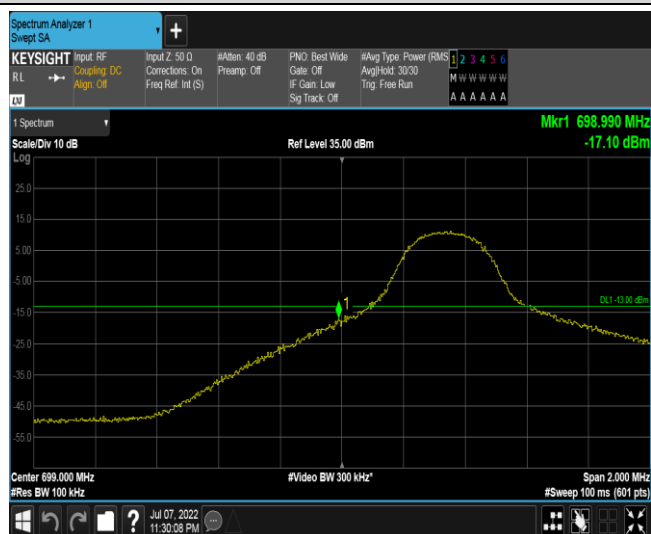 Spectrum Analyzer 1
Swept SA
+
KEYSIGHT
RL
LXI
Input: RF
Coupling: DC
Align: Off
Input Z: 50 Ω
Corrections: On
Freq Ref: Int (S)
#Atten: 40 dB
Preamp: Off
PNO: Best Wide
Gate: Off
IF Gain: Low
Sig Track: Off
#Avg Type: Power (RMS
Avg|Hold: 30/30
Trig: Free Run
1 2 3 4 5 6
M W W W W W
A A A A A A
1 Spectrum
Scale/Div 10 dB
Ref Level 35.00 dBm
Mkr1 698.990 MHz
-17.10 dBm
Log
25.0
15.0
5.00
-5.00
-15.0
-25.0
-35.0
-45.0
-55.0
1
DL1 -13.00 dBm
Center 699.000 MHz
#Res BW 100 kHz
#Video BW 300 kHz*
Span 2.000 MHz
#Sweep 100 ms (601 pts)
?
Jul 07, 2022
11:30:08 PM